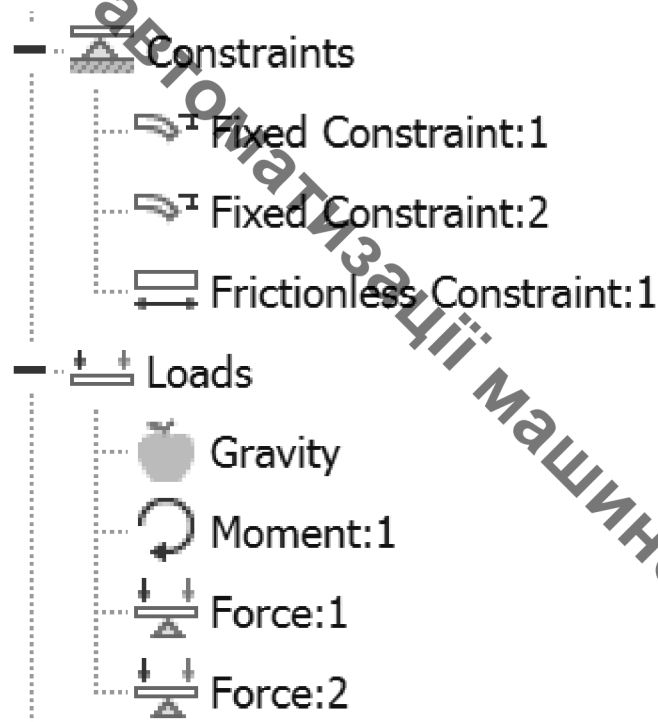 Constraints
Fixed Constraint:1
Fixed Constraint:2
Frictionless Constraint:1
Loads
Gravity
Moment:1
Force:1
Force:2
автоматизації